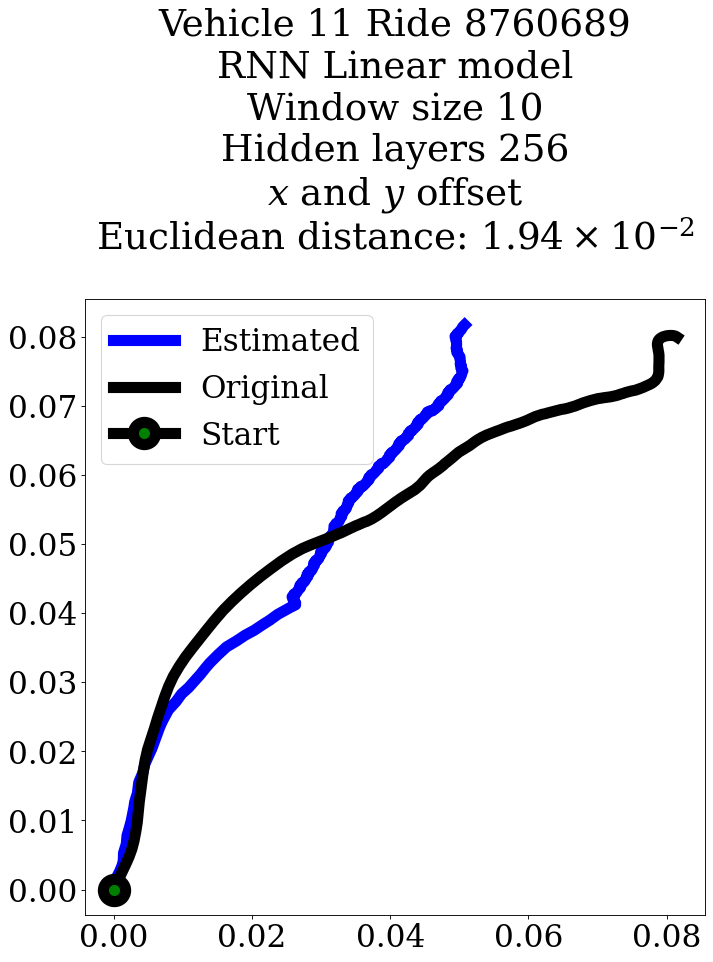 Vehicle 11 Ride 8760689
RNN Linear model
Window size 10
Hidden layers 256
x and y offset
Euclidean distance: 1.94 × 10⁻²
Estimated
Original
Start
0.08
0.07
0.06
0.05
0.04
0.03
0.02
0.01
0.00
0.00 0.02 0.04 0.06 0.08